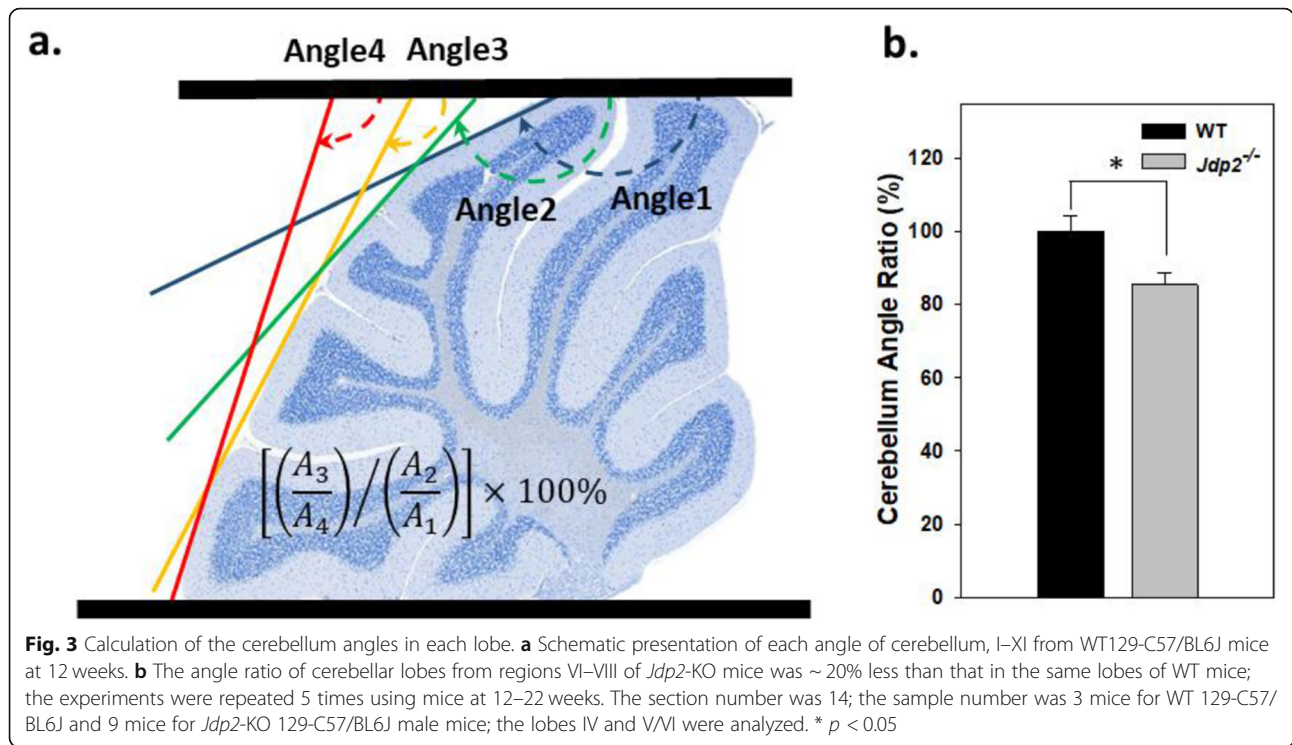 a.
Angle4
Angle3
Angle2
Angle1
[(A₃/A₄)/(A₂/A₁)] × 100%
b.
WT
Jdp2-/-
*
Cerebellum Angle Ratio (%)
120
100
80
60
40
20
0
Fig. 3 Calculation of the cerebellum angles in each lobe. a Schematic presentation of each angle of cerebellum, I–XI from WT129-C57/BL6J mice
at 12 weeks. b The angle ratio of cerebellar lobes from regions VI–VIII of Jdp2-KO mice was ~ 20% less than that in the same lobes of WT mice;
the experiments were repeated 5 times using mice at 12–22 weeks. The section number was 14; the sample number was 3 mice for WT 129-C57/
BL6J and 9 mice for Jdp2-KO 129-C57/BL6J male mice; the lobes IV and V/VI were analyzed. * p < 0.05